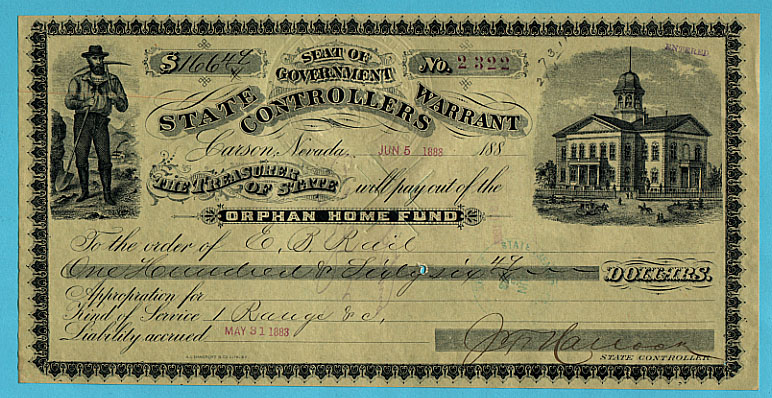 $166 47
SEAT OF
GOVERNMENT
No. 2322
ENTERED
STATE CONTROLLERS WARRANT
Carson, Nevada, JUN 5 1883 188
THE TREASURER
OF STATE will pay out of the
ORPHAN HOME FUND
To the order of E. B. Rail
One Hundred & Sixty six 47 DOLLARS.
Appropriation for
Kind of Service 1 Range &c,
Liability accrued MAY 31 1883
STATE CONTROLLER